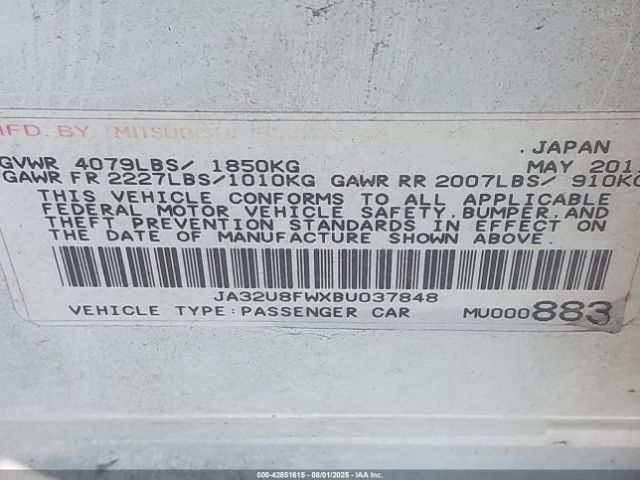 MFD. BY MITSUBISHI
.JAPAN
GVWR 4079LBS/ 1850KG MAY 201
GAWR FR 2227LBS/1010KG GAWR RR 2007LBS/ 910KG
THIS VEHICLE CONFORMS TO ALL APPLICABLE
FEDERAL MOTOR VEHICLE SAFETY,BUMPER,AND
THEFT PREVENTION STANDARDS IN EFFECT ON
THE DATE OF MANUFACTURE SHOWN ABOVE.
JA32U8FWXBU037848
VEHICLE TYPE:PASSENGER CAR MU000883
000-42851615 - 08/01/2025 - IAAI.COM